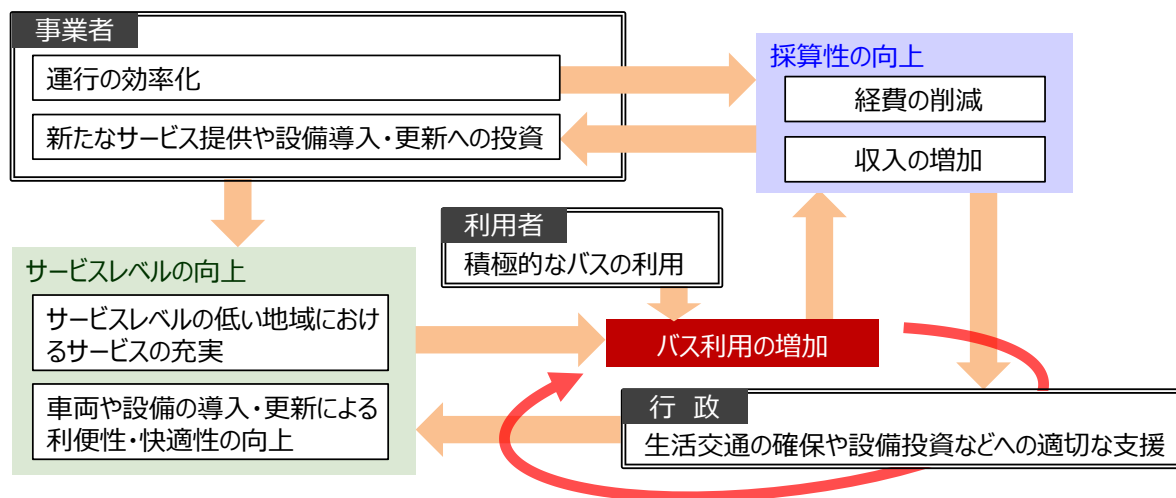 事業者
運行の効率化
新たなサービス提供や設備導入・更新への投資
採算性の向上
経費の削減
収入の増加
利用者
積極的なバスの利用
サービスレベルの向上
サービスレベルの低い地域におけ
るサービスの充実
車両や設備の導入・更新による
利便性・快適性の向上
バス利用の増加
行 政
生活交通の確保や設備投資などへの適切な支援